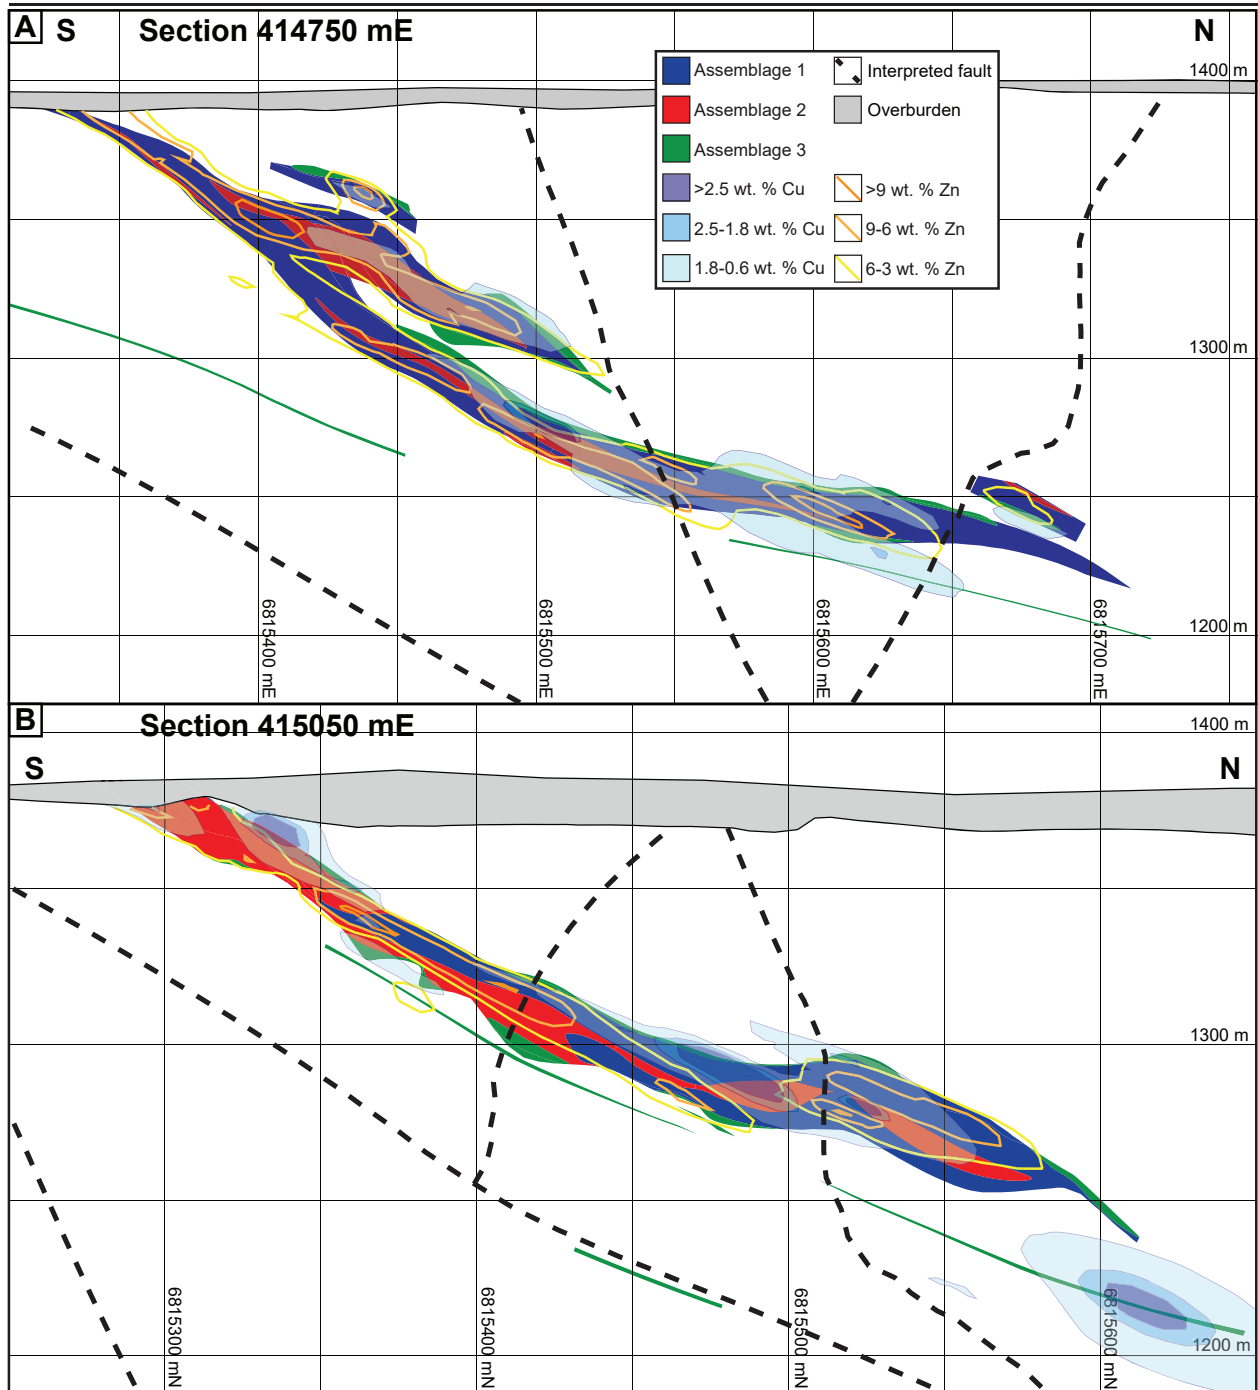 A S Section 414750 mE N
1400 m
Assemblage 1
Interpreted fault
Assemblage 2
Overburden
Assemblage 3
>2.5 wt. % Cu
>9 wt. % Zn
2.5-1.8 wt. % Cu
9-6 wt. % Zn
1.8-0.6 wt. % Cu
6-3 wt. % Zn
1300 m
1200 m
6815400 mE
6815500 mE
6815600 mE
6815700 mE
B Section 415050 mE
1400 m
S N
1300 m
1200 m
6815300 mN
6815400 mN
6815500 mN
6815600 mN